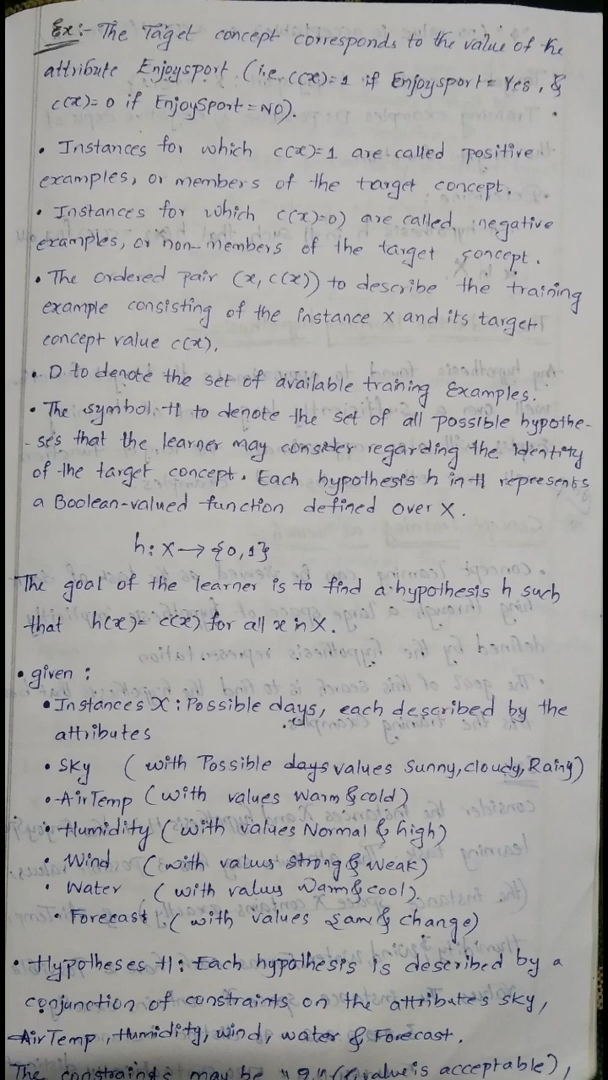 Ex:- The Taget concept corresponds to the value of the
attribute Enjoysport (i.e, c(x)=1 if Enjoysport = Yes, &
c(x)= 0 if EnjoySport = NO).
• Instances for which c(x)=1 are called positive
examples, or members of the target concept.
• Instances for which c(x)=0) are called negative
examples, or non-members of the target concept.
• The ordered pair (x, c(x)) to describe the training
example consisting of the instance x and its target
concept value c(x).
• D to denote the set of available traning Examples.
• The symbol H to denote the set of all possible hypothe-
-ses that the learner may consider regarding the identity
of the target concept. Each hypothesis h in H represents
a Boolean-valued function defined over X.
h: X → {0,1}
The goal of the learner is to find a hypothesis h such
that h(x)= c(x) for all x in X.
• given :
• Instances X : Possible days, each described by the
attributes
• Sky ( with Possible days values Sunny, cloudy, Rainy)
• AirTemp ( with values Warm & cold)
• Humidity ( with values Normal & high)
• Wind ( with values strong & weak)
• Water ( with values Warm & cool)
• Forecast ( with values same & change)
• Hypotheses H : Each hypothesis is described by a
conjunction of constraints on the attributes sky,
AirTemp, Humidity, wind, water & Forecast.
The constraints may be value is acceptable),